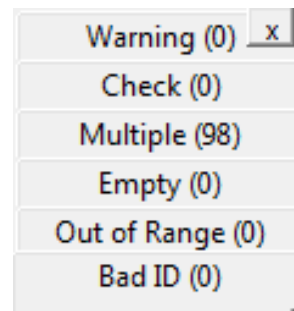 Warning (0) x
Check (0)
Multiple (98)
Empty (0)
Out of Range (0)
Bad ID (0)